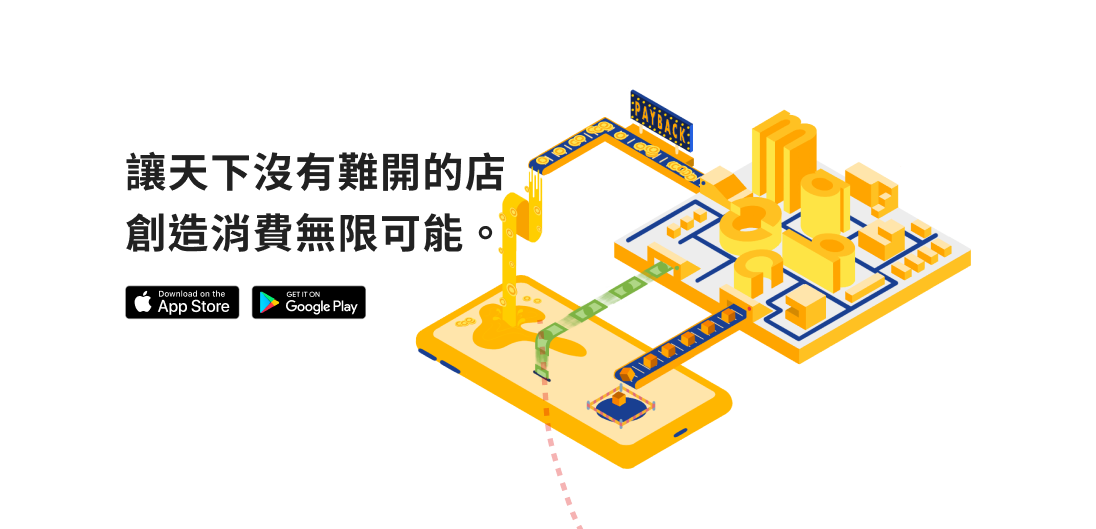 讓天下沒有難開的店
創造消費無限可能。
Download on the
App Store
GET IT ON
Google Play
PAYBACK